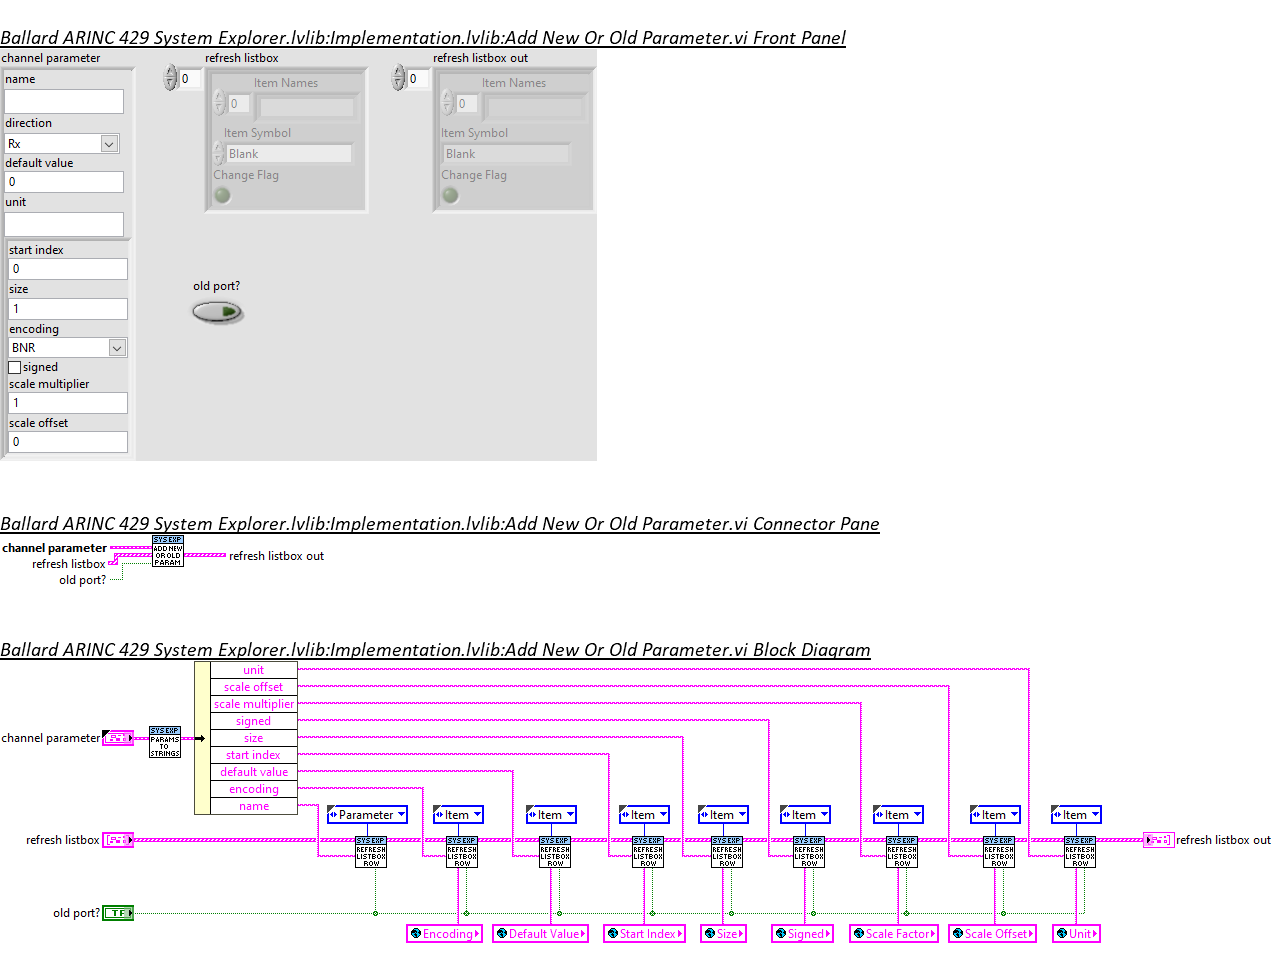 Ballard ARINC 429 System Explorer.lvlib:Implementation.lvlib:Add New Or Old Parameter.vi Front Panel
channel parameter
name
direction
Rx
default value
0
unit
start index
0
size
1
encoding
BNR
signed
scale multiplier
1
scale offset
0
refresh listbox
0
Item Names
0
Item Symbol
Blank
Change Flag
refresh listbox out
0
Item Names
0
Item Symbol
Blank
Change Flag
old port?
Ballard ARINC 429 System Explorer.lvlib:Implementation.lvlib:Add New Or Old Parameter.vi Connector Pane
channel parameter
refresh listbox
old port?
SYS EXP
ADD NEW
OR OLD
PARAM
refresh listbox out
Ballard ARINC 429 System Explorer.lvlib:Implementation.lvlib:Add New Or Old Parameter.vi Block Diagram
channel parameter
SYS EXP
PARAMS
TO
STRINGS
unit
scale offset
scale multiplier
signed
size
start index
default value
encoding
name
Parameter
Item
Item
Item
Item
Item
Item
Item
Item
refresh listbox
SYS EXP
REFRESH
LISTBOX
ROW
SYS EXP
REFRESH
LISTBOX
ROW
SYS EXP
REFRESH
LISTBOX
ROW
SYS EXP
REFRESH
LISTBOX
ROW
SYS EXP
REFRESH
LISTBOX
ROW
SYS EXP
REFRESH
LISTBOX
ROW
SYS EXP
REFRESH
LISTBOX
ROW
SYS EXP
REFRESH
LISTBOX
ROW
SYS EXP
REFRESH
LISTBOX
ROW
refresh listbox out
old port?
TF
Encoding
Default Value
Start Index
Size
Signed
Scale Factor
Scale Offset
Unit